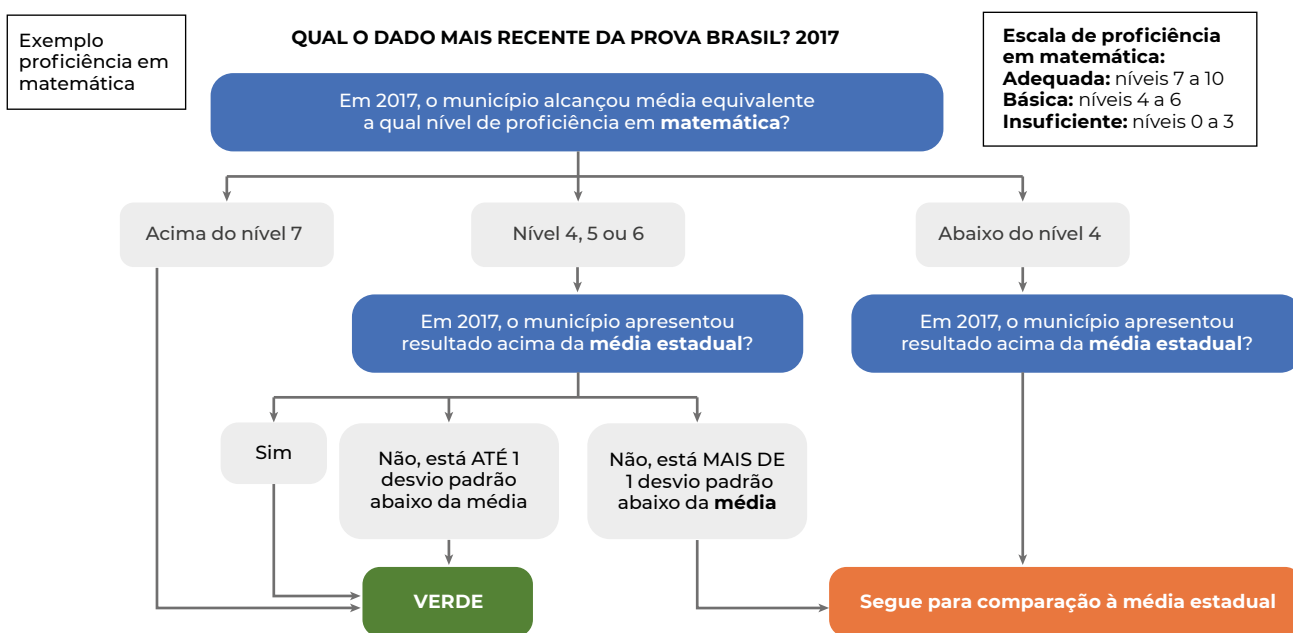 Exemplo
proficiência em
matemática
QUAL O DADO MAIS RECENTE DA PROVA BRASIL? 2017
Escala de proficiência
em matemática:
Adequada: níveis 7 a 10
Básica: níveis 4 a 6
Insuficiente: níveis 0 a 3
Em 2017, o município alcançou média equivalente
a qual nível de proficiência em matemática?
Acima do nível 7
Nível 4, 5 ou 6
Abaixo do nível 4
Em 2017, o município apresentou
resultado acima da média estadual?
Em 2017, o município apresentou
resultado acima da média estadual?
Sim
Não, está ATÉ 1
desvio padrão
abaixo da média
Não, está MAIS DE
1 desvio padrão
abaixo da média
VERDE
Segue para comparação à média estadual